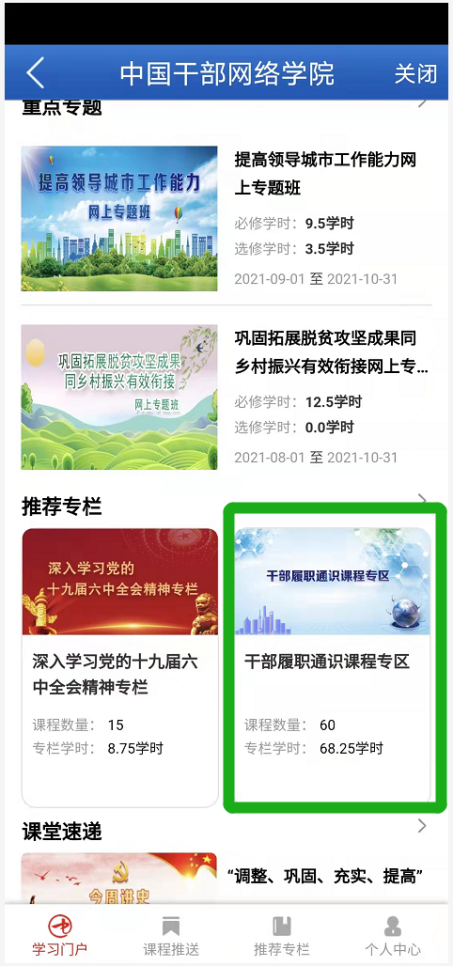 中国干部网络学院
关闭
重点专题
提高领导城市工作能力
网上专题班
提高领导城市工作能力网
上专题班
必修学时：9.5学时
选修学时：3.5学时
2021-09-01 至 2021-10-31
巩固拓展脱贫攻坚成果
同乡村振兴有效衔接
网上专题班
巩固拓展脱贫攻坚成果同
乡村振兴有效衔接网上专...
必修学时：12.5学时
选修学时：0.0学时
2021-08-01 至 2021-10-31
推荐专栏
深入学习党的
十九届六中全会精神专栏
深入学习党的十九届六
中全会精神专栏
课程数量： 15
专栏学时：8.75学时
干部履职通识课程专区
干部履职通识课程专区
课程数量： 60
专栏学时：68.25学时
课堂速递
今周讲史
“调整、巩固、充实、提高”
学习门户
课程推送
推荐专栏
个人中心